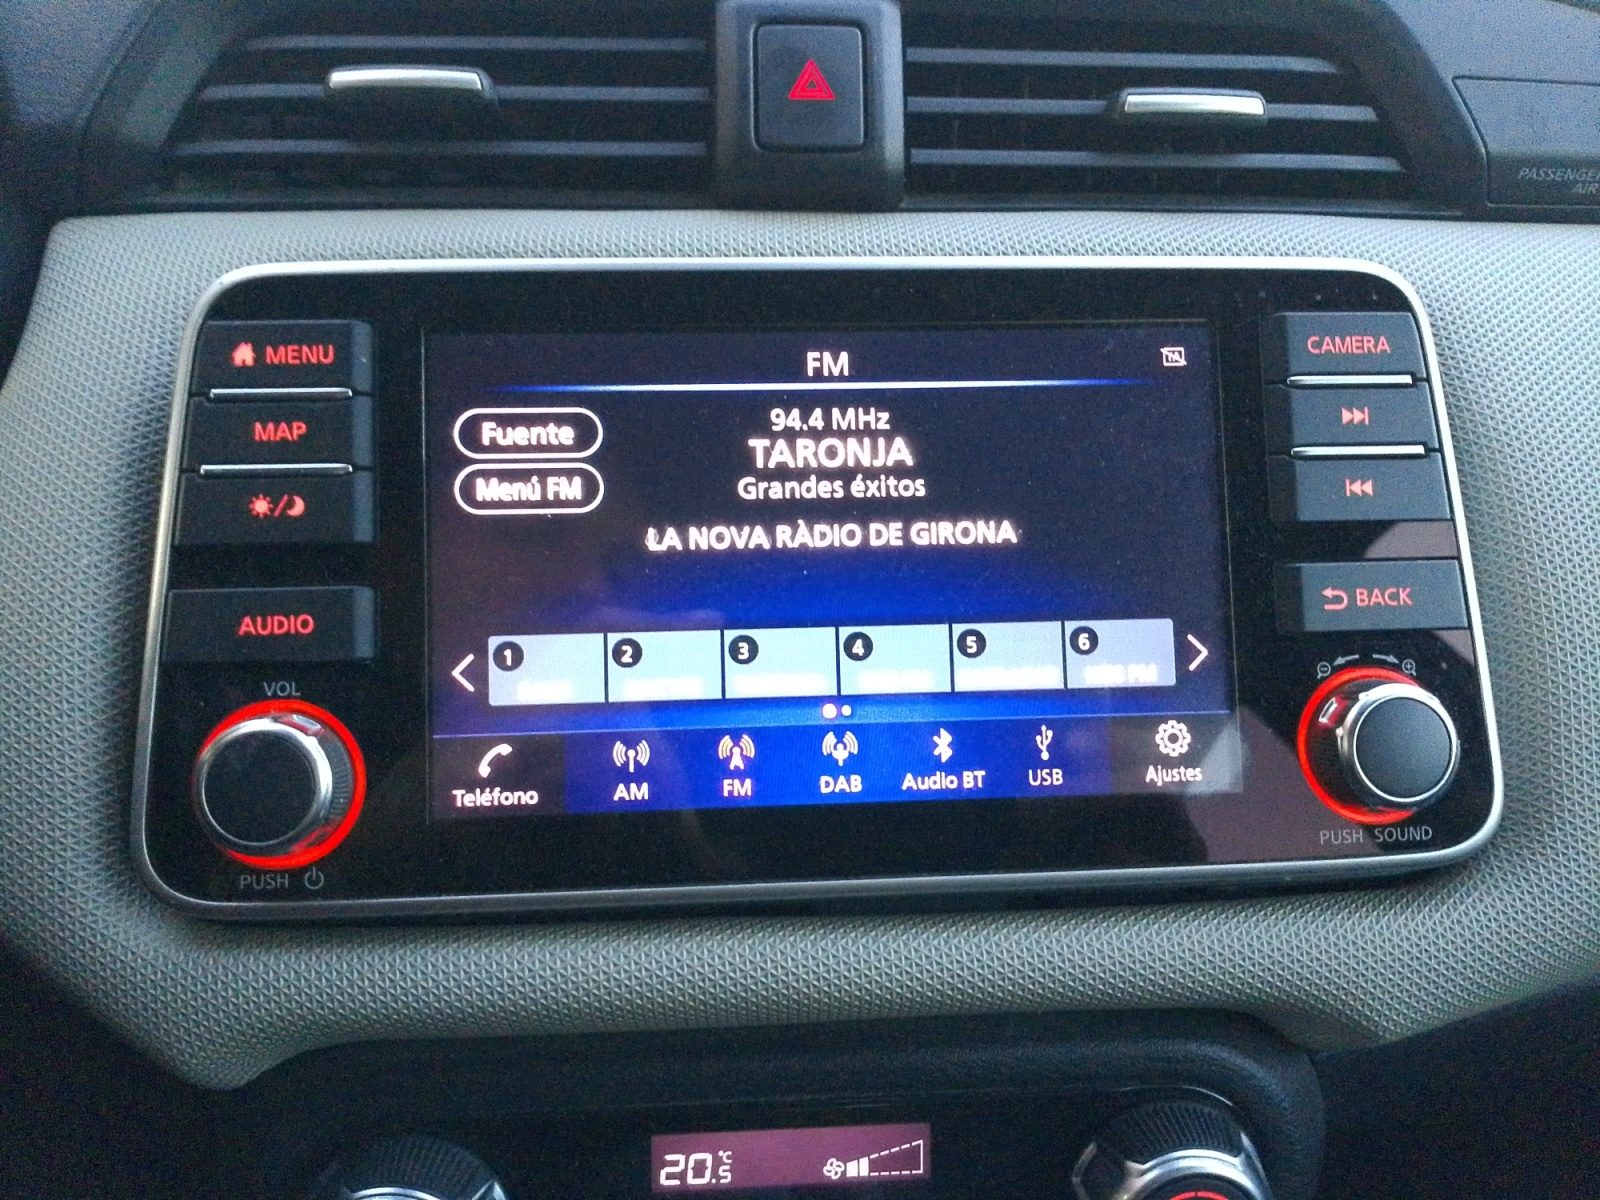 PASSENGER
AIR
MENU
MAP
AUDIO
VOL
PUSH
FM
TA
94.4 MHz
TARONJA
Grandes éxitos
LA NOVA RÀDIO DE GIRONA
Fuente
Menú FM
1
2
3
4
5
6
Teléfono
AM
FM
DAB
Audio BT
USB
Ajustes
CAMERA
BACK
PUSH SOUND
20.5 °C